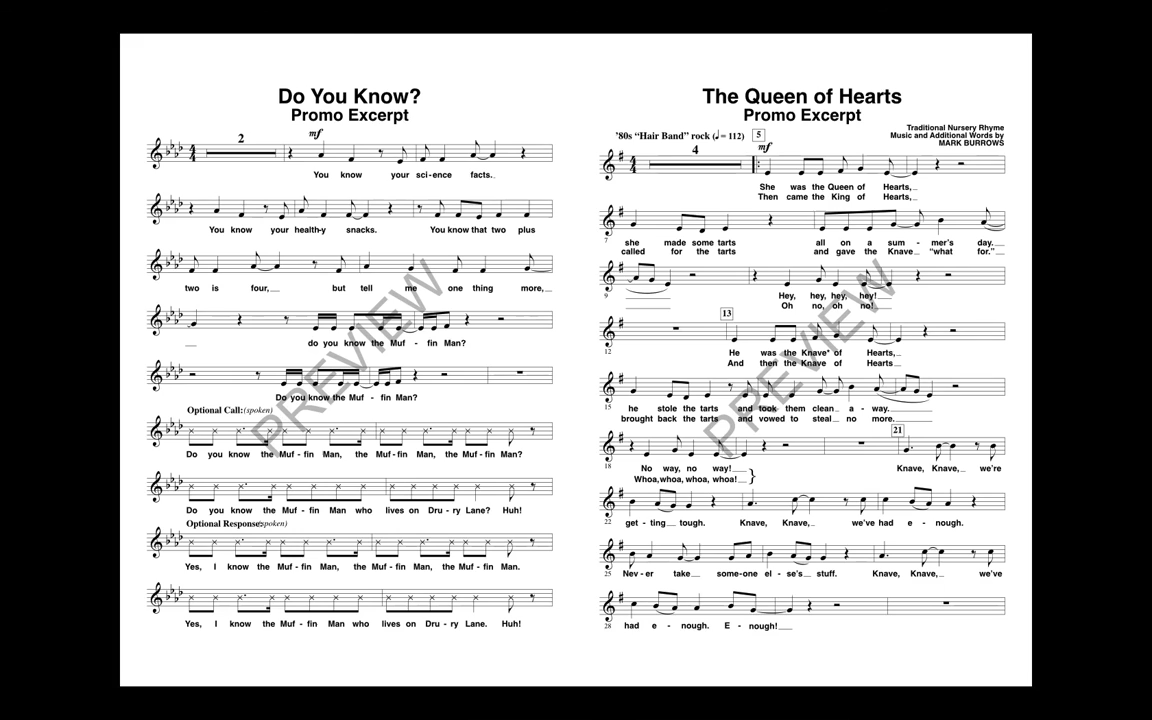 Do You Know?
Promo Excerpt
2
mf
You know your sci-ence facts.
You know your health-y snacks. You know that two plus
two is four, but tell me one thing more,
do you know the Muf - fin Man?
Do you know the Muf - fin Man?
Optional Call: (spoken)
Do you know the Muf - fin Man, the Muf - fin Man, the Muf - fin Man?
Do you know the Muf - fin Man who lives on Dru - ry Lane? Huh!
Optional Response: (spoken)
Yes, I know the Muf - fin Man, the Muf - fin Man, the Muf - fin Man.
Yes, I know the Muf - fin Man who lives on Dru - ry Lane. Huh!
PREVIEW
The Queen of Hearts
Promo Excerpt
Traditional Nursery Rhyme
Music and Additional Words by
MARK BURROWS
'80s “Hair Band” rock (♩ = 112) 5
4
mf
She was the Queen of Hearts,
Then came the King of Hearts,
7
she made some tarts all on a sum - mer's day.
called for the tarts and gave the Knave “what for.”
9
Hey, hey, hey, hey!
Oh no, oh no!
13
12
He was the Knave* of Hearts,
And then the Knave of Hearts
15
he stole the tarts and took them clean a - way.
brought back the tarts and vowed to steal no more.
21
18
No way, no way! Knave, Knave, we're
Whoa, whoa, whoa, whoa!
22
get - ting tough. Knave, Knave, we've had e - nough.
25
Nev - er take some-one el - se's stuff. Knave, Knave, we've
28
had e - nough. E - nough!
PREVIEW